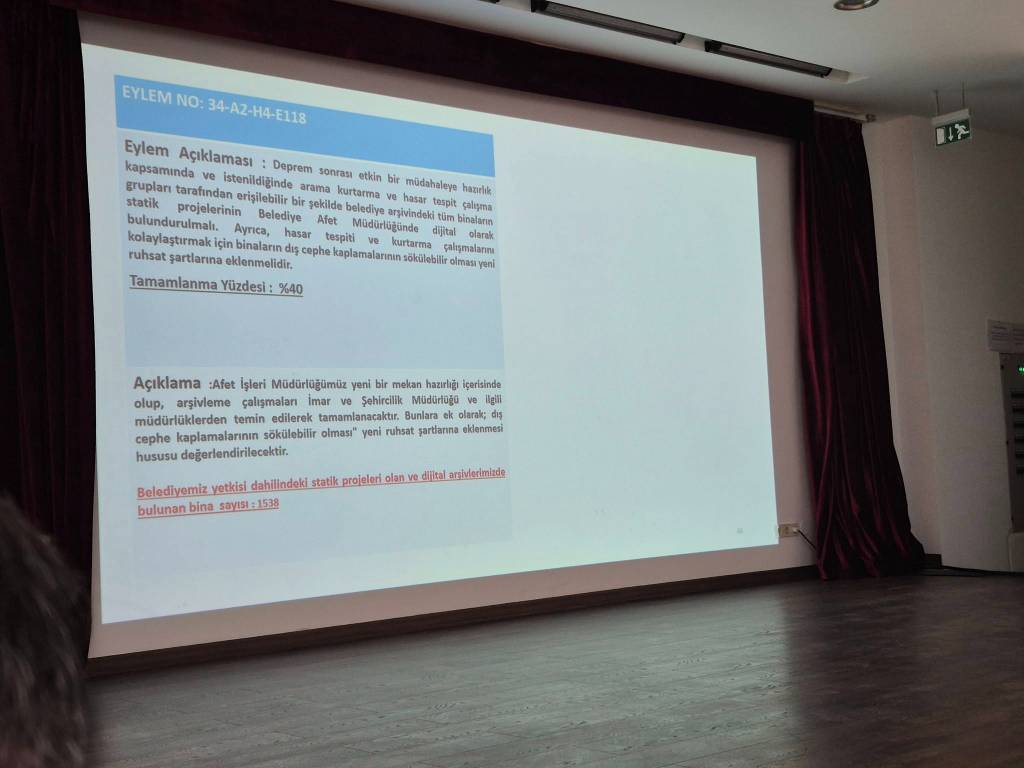 EYLEM NO: 34-A2-H4-E118
Eylem Açıklaması : Deprem sonrası etkin bir müdahaleye hazırlık
kapsamında ve istenildiğinde arama kurtarma ve hasar tespit çalışma
grupları tarafından erişilebilir bir şekilde belediye arşivindeki tüm binaların
statik projelerinin Belediye Afet Müdürlüğünde dijital olarak
bulundurulmalı. Ayrıca, hasar tespiti ve kurtarma çalışmalarını
kolaylaştırmak için binaların dış cephe kaplamalarının sökülebilir olması yeni
ruhsat şartlarına eklenmelidir.
Tamamlanma Yüzdesi : %40
Açıklama :Afet İşleri Müdürlüğümüz yeni bir mekan hazırlığı içerisinde
olup, arşivleme çalışmaları İmar ve Şehircilik Müdürlüğü ve ilgili
müdürlüklerden temin edilerek tamamlanacaktır. Bunlara ek olarak; dış
cephe kaplamalarının sökülebilir olması" yeni ruhsat şartlarına eklenmesi
hususu değerlendirilecektir.
Belediyemiz yetkisi dahilindeki statik projeleri olan ve dijital arşivlerimizde
bulunan bina sayısı : 1538